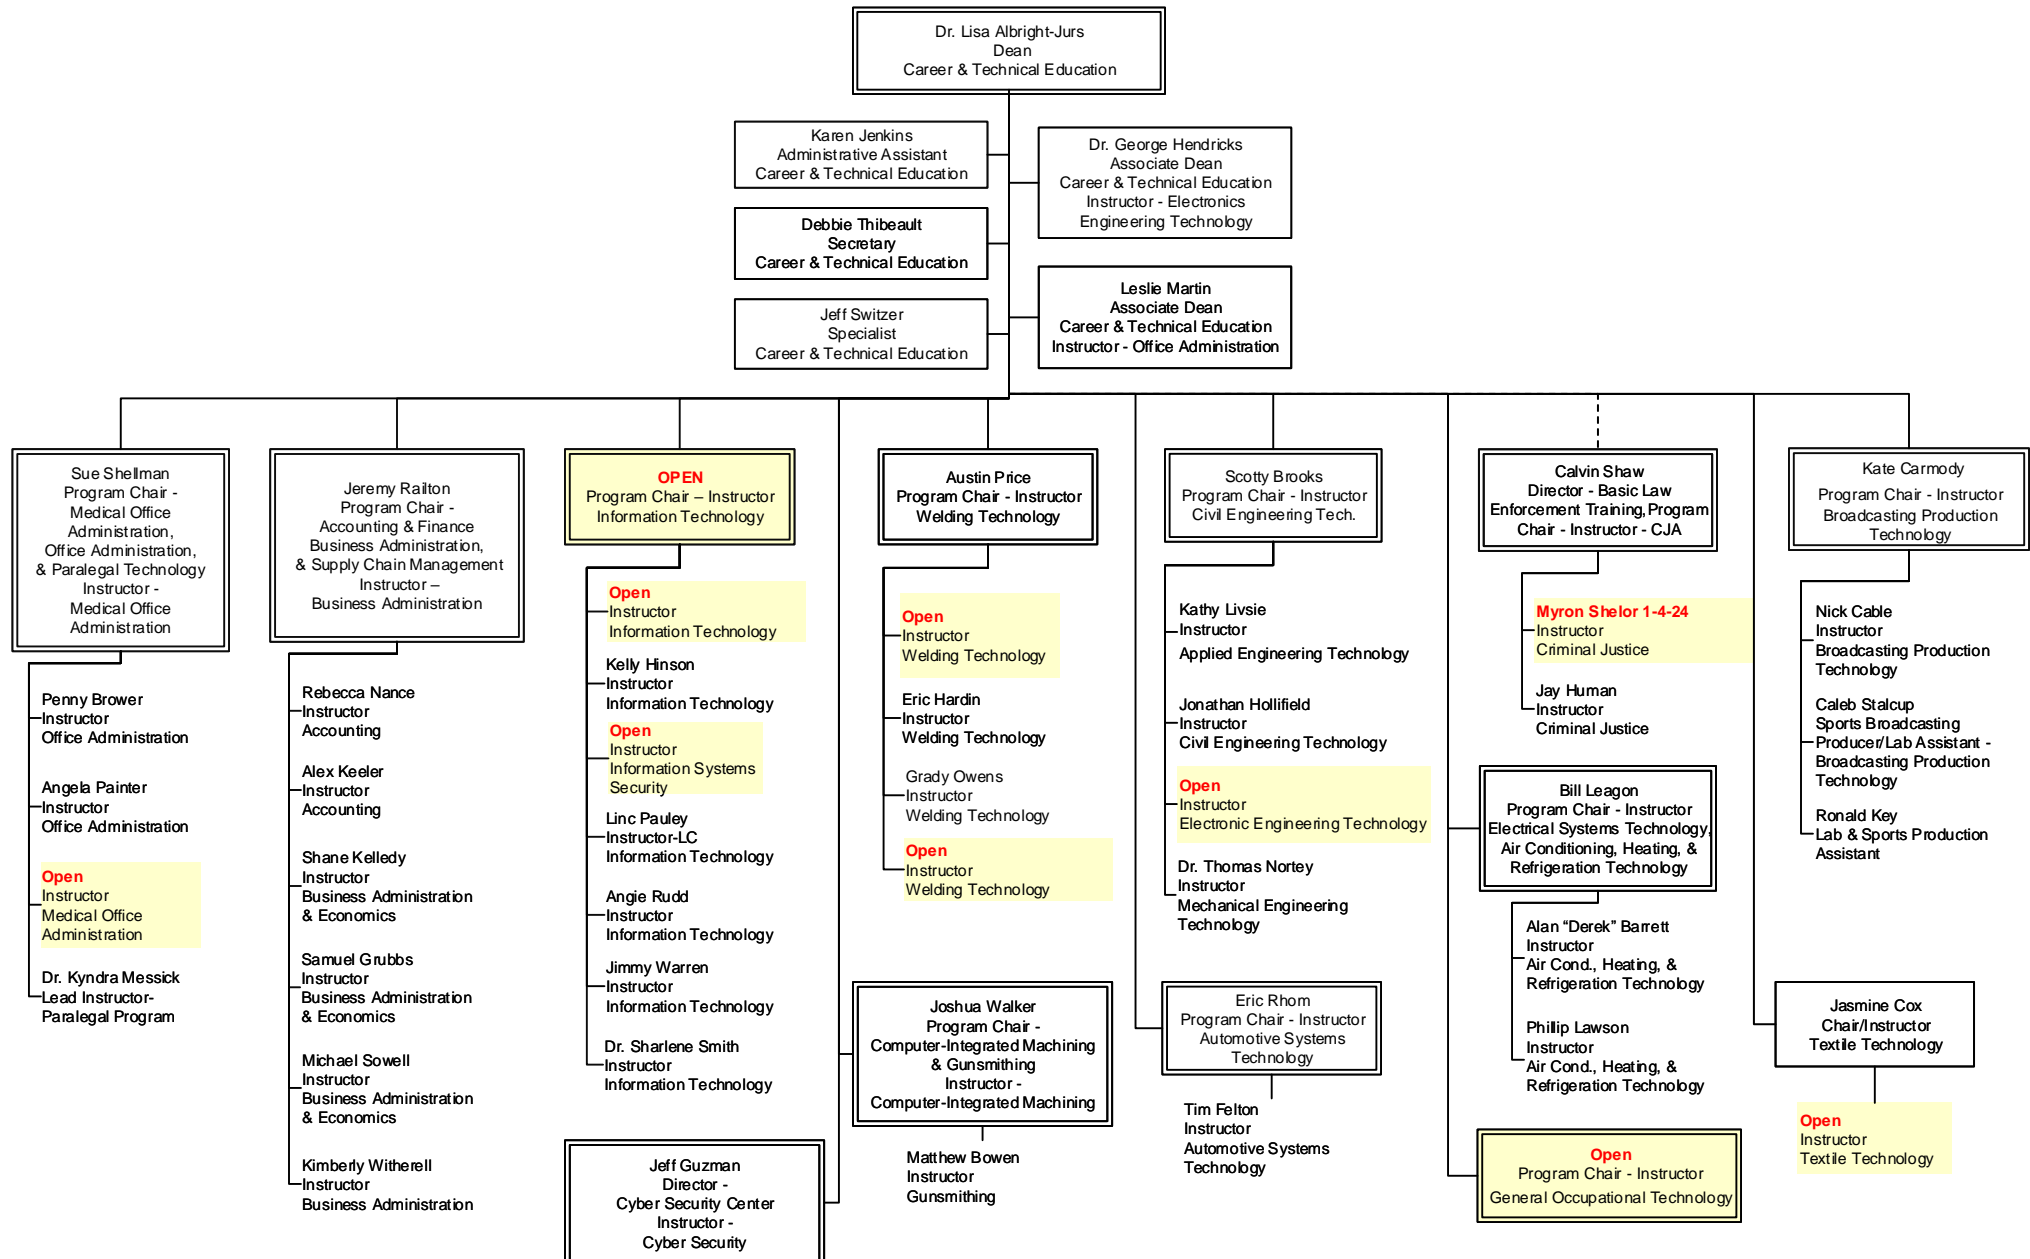 Dr. Lisa Albright-Jurs
Dean
Career & Technical Education
Karen Jenkins
Administrative Assistant
Career & Technical Education
Dr. George Hendricks
Associate Dean
Career & Technical Education
Instructor - Electronics
Engineering Technology
Debbie Thibeault
Secretary
Career & Technical Education
Leslie Martin
Associate Dean
Career & Technical Education
Instructor - Office Administration
Jeff Switzer
Specialist
Career & Technical Education
Sue Shellman
Program Chair -
Medical Office
Administration,
Office Administration,
& Paralegal Technology
Instructor -
Medical Office
Administration
Penny Brower
Instructor
Office Administration
Angela Painter
Instructor
Office Administration
Open
Instructor
Medical Office
Administration
Dr. Kyndra Messick
Lead Instructor-
Paralegal Program
Jeremy Railton
Program Chair -
Accounting & Finance
Business Administration,
& Supply Chain Management
Instructor –
Business Administration
Rebecca Nance
Instructor
Accounting
Alex Keeler
Instructor
Accounting
Shane Kelledy
Instructor
Business Administration
& Economics
Samuel Grubbs
Instructor
Business Administration
& Economics
Michael Sowell
Instructor
Business Administration
& Economics
Kimberly Witherell
Instructor
Business Administration
OPEN
Program Chair – Instructor
Information Technology
Open
Instructor
Information Technology
Kelly Hinson
Instructor
Information Technology
Open
Instructor
Information Systems
Security
Linc Pauley
Instructor-LC
Information Technology
Angie Rudd
Instructor
Information Technology
Jimmy Warren
Instructor
Information Technology
Dr. Sharlene Smith
Instructor
Information Technology
Jeff Guzman
Director -
Cyber Security Center
Instructor -
Cyber Security
Austin Price
Program Chair - Instructor
Welding Technology
Open
Instructor
Welding Technology
Eric Hardin
Instructor
Welding Technology
Grady Owens
Instructor
Welding Technology
Open
Instructor
Welding Technology
Joshua Walker
Program Chair -
Computer-Integrated Machining
& Gunsmithing
Instructor -
Computer-Integrated Machining
Matthew Bowen
Instructor
Gunsmithing
Scotty Brooks
Program Chair - Instructor
Civil Engineering Tech.
Kathy Livsie
Instructor
Applied Engineering Technology
Jonathan Hollifield
Instructor
Civil Engineering Technology
Open
Instructor
Electronic Engineering Technology
Dr. Thomas Nortey
Instructor
Mechanical Engineering
Technology
Eric Rhom
Program Chair - Instructor
Automotive Systems
Technology
Tim Felton
Instructor
Automotive Systems
Technology
Calvin Shaw
Director - Basic Law
Enforcement Training, Program
Chair - Instructor - CJA
Myron Shelor 1-4-24
Instructor
Criminal Justice
Jay Human
Instructor
Criminal Justice
Bill Leagon
Program Chair - Instructor
Electrical Systems Technology,
Air Conditioning, Heating, &
Refrigeration Technology
Alan “Derek” Barrett
Instructor
Air Cond., Heating, &
Refrigeration Technology
Phillip Lawson
Instructor
Air Cond., Heating, &
Refrigeration Technology
Open
Program Chair - Instructor
General Occupational Technology
Kate Carmody
Program Chair - Instructor
Broadcasting Production
Technology
Nick Cable
Instructor
Broadcasting Production
Technology
Caleb Stalcup
Sports Broadcasting
Producer/Lab Assistant -
Broadcasting Production
Technology
Ronald Key
Lab & Sports Production
Assistant
Jasmine Cox
Chair/Instructor
Textile Technology
Open
Instructor
Textile Technology